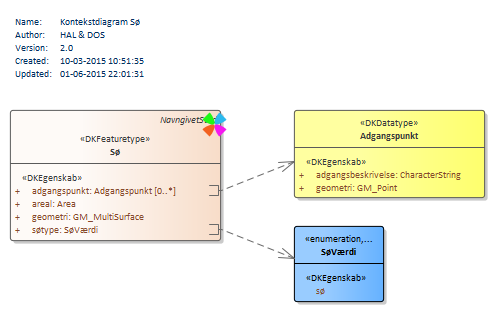 Name: Kontekstdiagram Sø
Author: HAL & DOS
Version: 2.0
Created: 10-03-2015 10:51:35
Updated: 01-06-2015 22:01:31
«DKFeaturetype»
Sø
«DKEgenskab»
+ adgangspunkt: Adgangspunkt [0..*]
+ areal: Area
+ geometri: GM_MultiSurface
+ søtype: SøVærdi
«DKDatatype»
Adgangspunkt
«DKEgenskab»
+ adgangsbeskrivelse: CharacterString
+ geometri: GM_Point
«enumeration,...
SøVærdi
«DKEgenskab»
sø